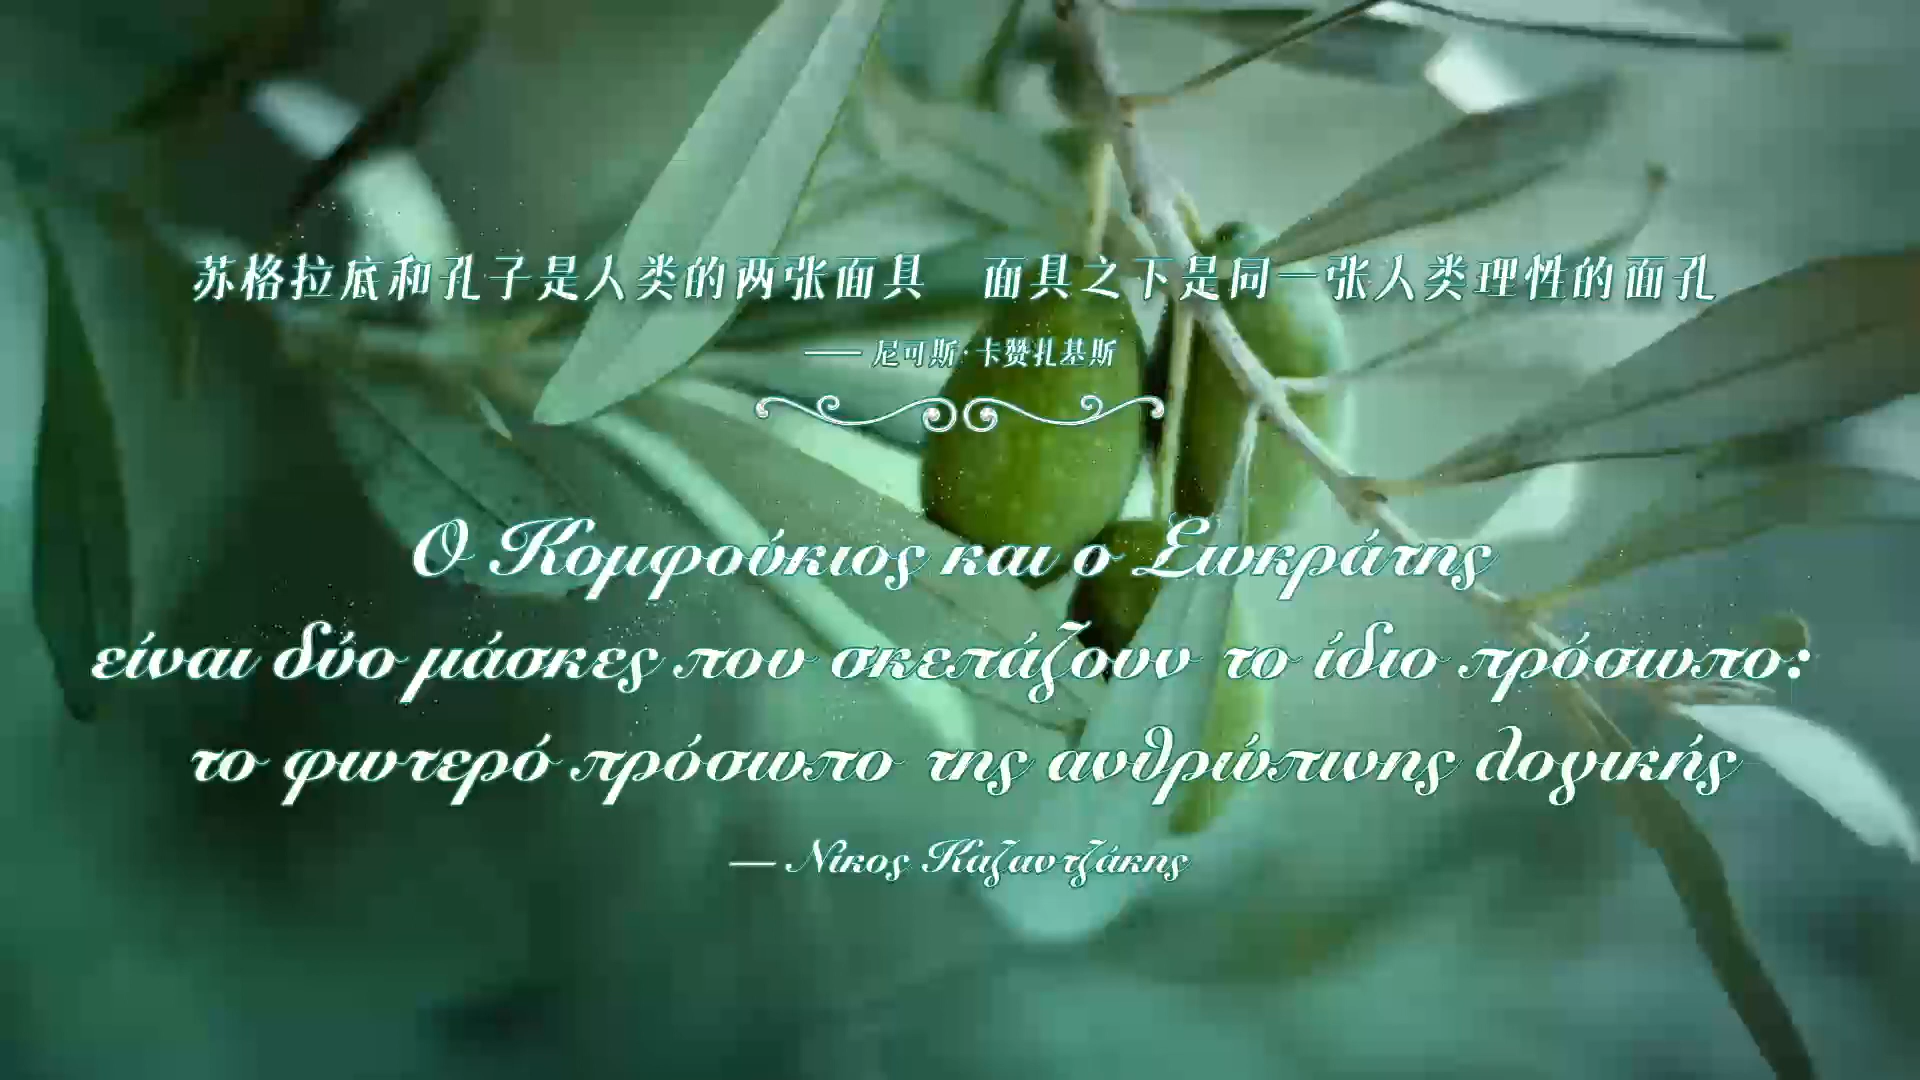 苏格拉底和孔子是人类的两张面具　面具之下是同一张人类理性的面孔
—— 尼可斯·卡赞扎基斯
Ο Κομφούκιος και ο Σωκράτης
είναι δύο μάσκες που σκεπάζουν το ίδιο πρόσωπο:
το φωτερό πρόσωπο της ανθρώπινης λογικής
— Νίκος Καζαντζάκης